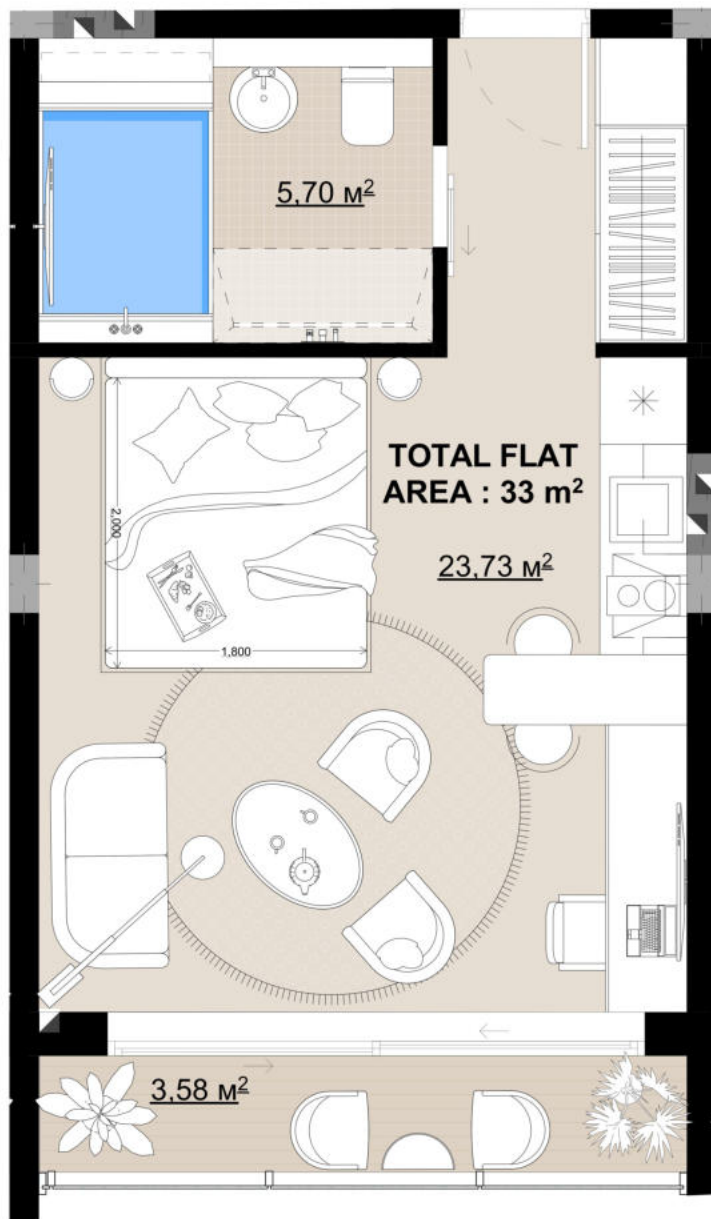 5,70 м²
TOTAL FLAT
AREA : 33 m²
23,73 м²
2,000
1,800
3,58 м²